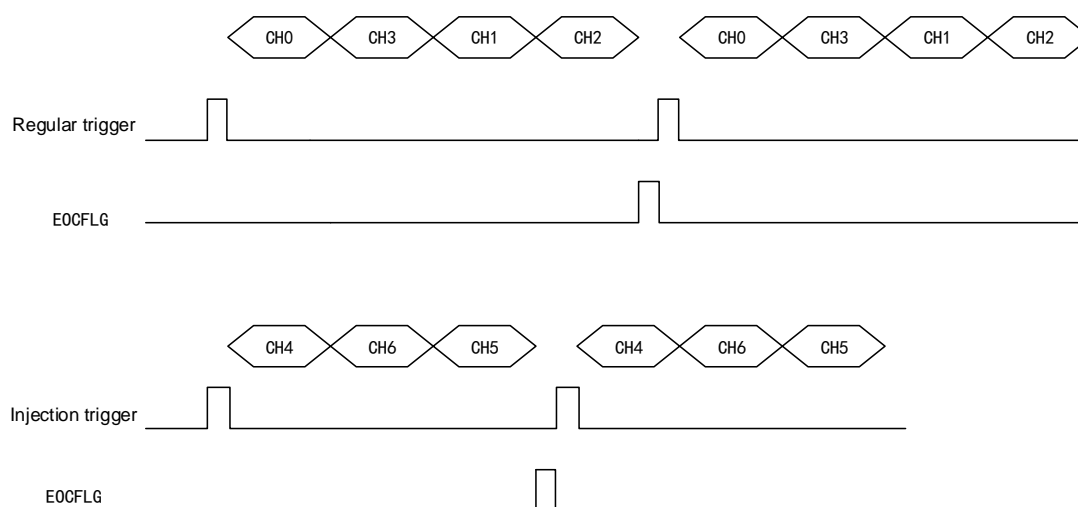 CH0 CH3 CH1 CH2 CH0 CH3 CH1 CH2
Regular trigger
EOCFLG
CH4 CH6 CH5 CH4 CH6 CH5
Injection trigger
EOCFLG